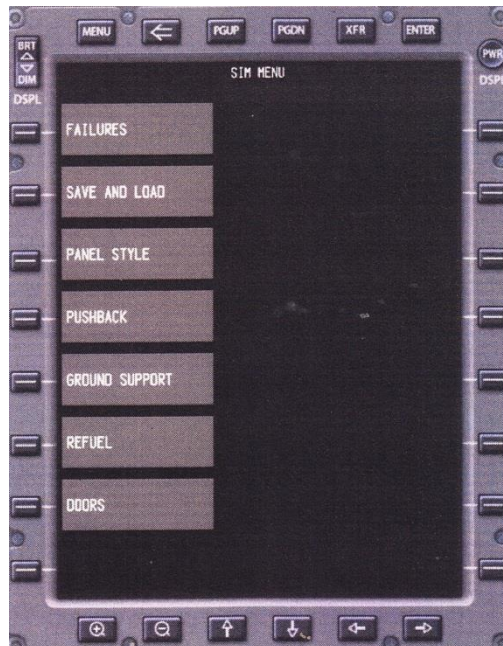 MENU PGUP PGDN XFR ENTER
BRT
DIM
DSPL
PWR
DSPL
SIM MENU
FAILURES
SAVE AND LOAD
PANEL STYLE
PUSHBACK
GROUND SUPPORT
REFUEL
DOORS